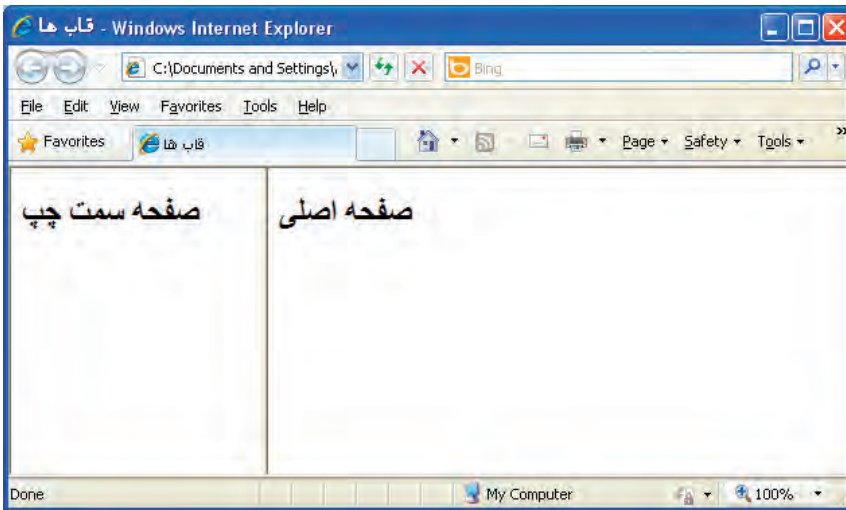 قاب ها - Windows Internet Explorer
C:\Documents and Settings\
Bing
File Edit View Favorites Tools Help
Favorites قاب ها Page Safety Tools »
صفحه سمت چپ
صفحه اصلی
Done My Computer 100%